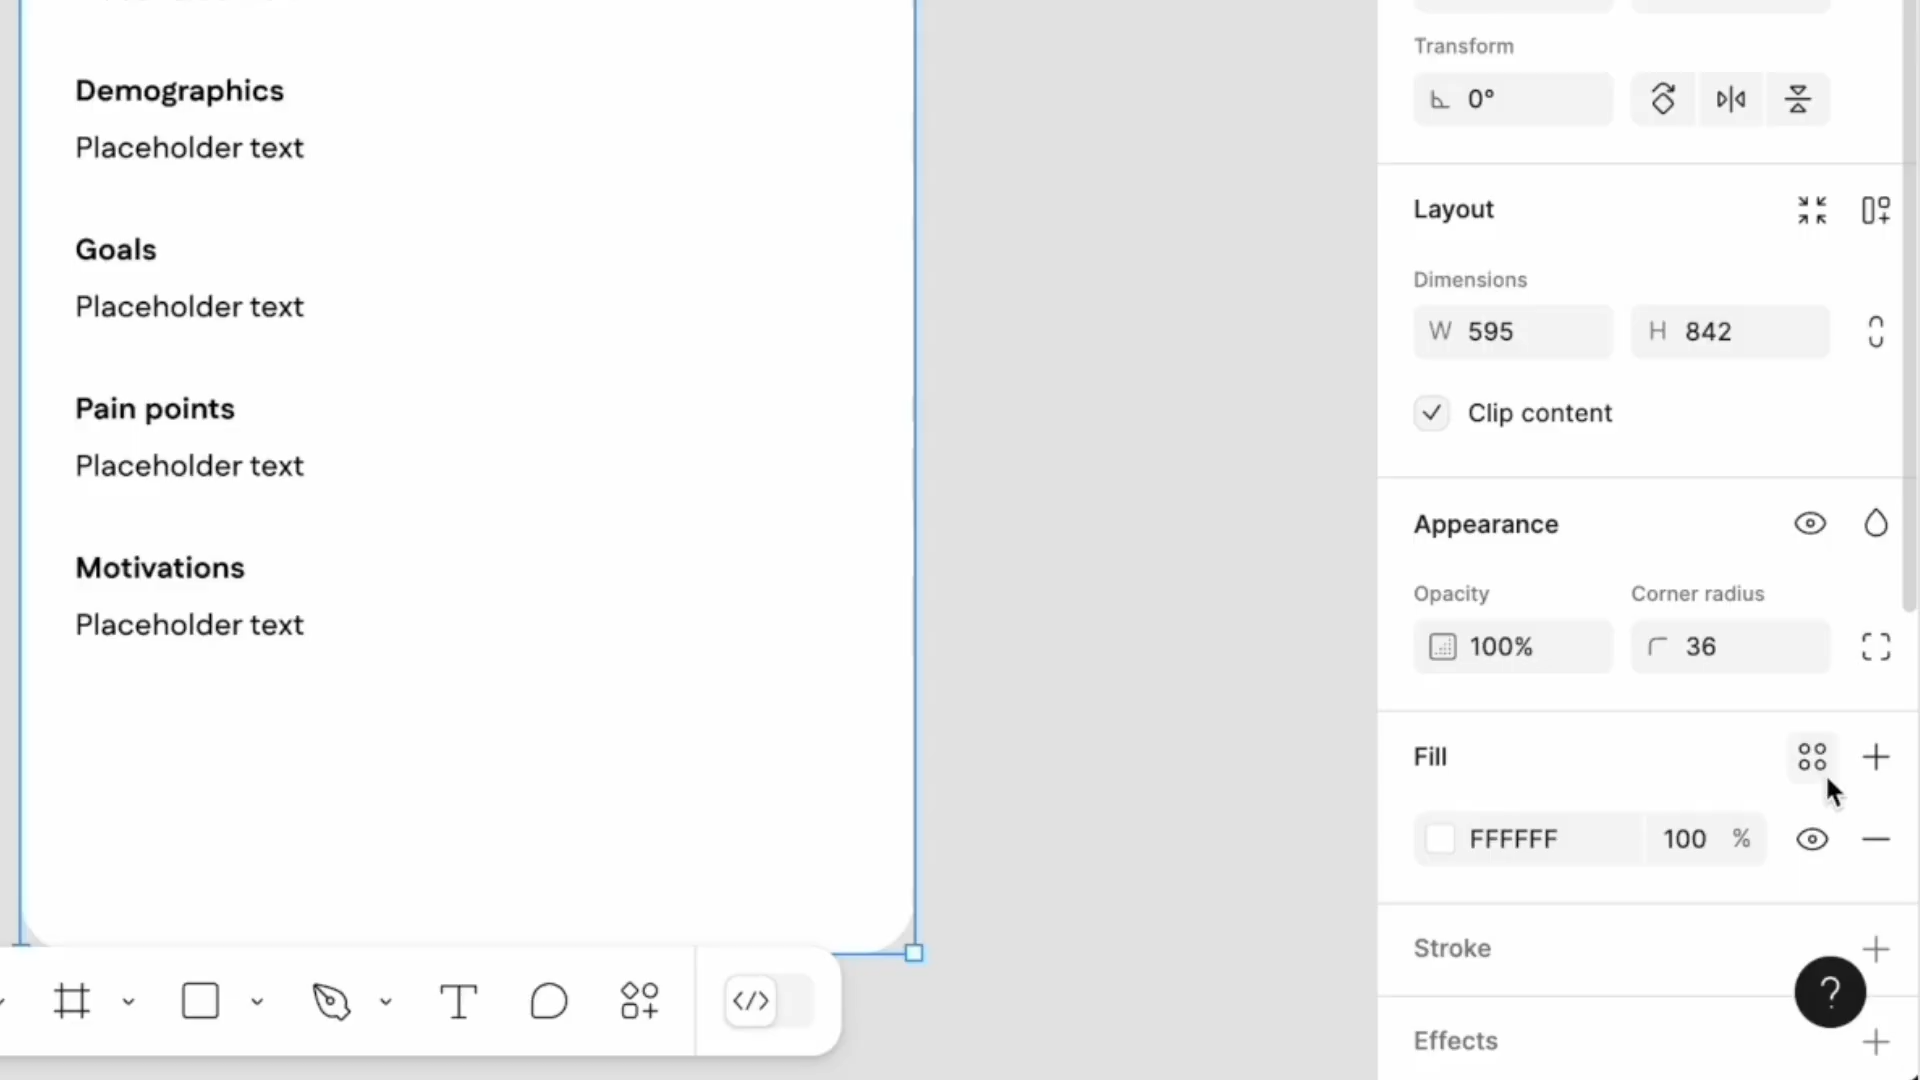 Demographics
Placeholder text
Goals
Placeholder text
Pain points
Placeholder text
Motivations
Placeholder text
Transform
0°
Layout
Dimensions
W 595
H 842
Clip content
Appearance
Opacity
Corner radius
100%
36
Fill
FFFFFF
100 %
Stroke
Effects
?